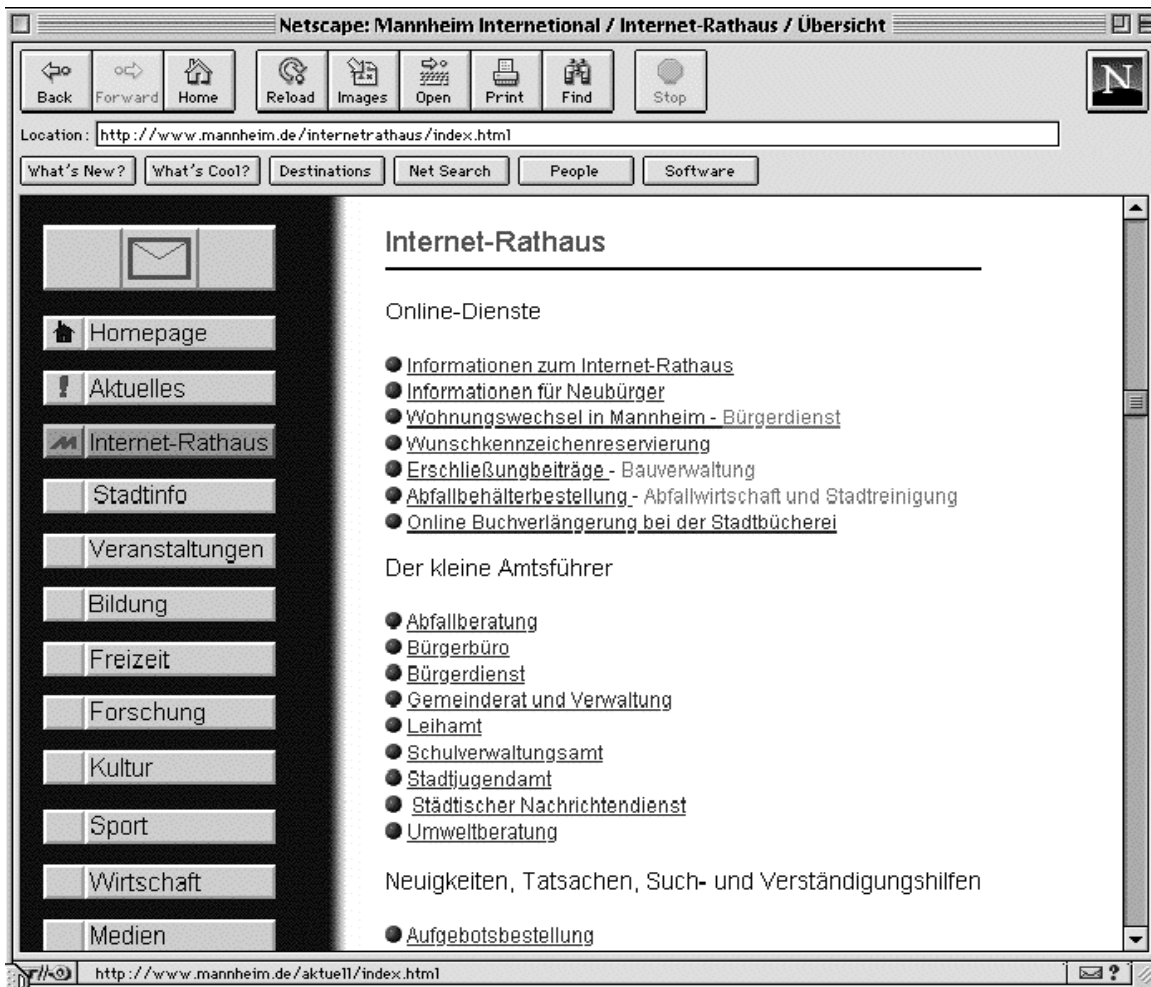 Netscape: Mannheim Internetional / Internet-Rathaus / Übersicht
Back Forward Home Reload Images Open Print Find Stop
N
Location: http://www.mannheim.de/internetrathaus/index.html
What's New? What's Cool? Destinations Net Search People Software
Homepage
Aktuelles
Internet-Rathaus
Stadtinfo
Veranstaltungen
Bildung
Freizeit
Forschung
Kultur
Sport
Wirtschaft
Medien
Internet-Rathaus
Online-Dienste
Informationen zum Internet-Rathaus
Informationen für Neubürger
Wohnungswechsel in Mannheim - Bürgerdienst
Wunschkennzeichenreservierung
Erschließungbeiträge - Bauverwaltung
Abfallbehälterbestellung - Abfallwirtschaft und Stadtreinigung
Online Buchverlängerung bei der Stadtbücherei
Der kleine Amtsführer
Abfallberatung
Bürgerbüro
Bürgerdienst
Gemeinderat und Verwaltung
Leihamt
Schulverwaltungsamt
Stadtjugendamt
Städtischer Nachrichtendienst
Umweltberatung
Neuigkeiten, Tatsachen, Such- und Verständigungshilfen
Aufgebotsbestellung
http://www.mannheim.de/aktuell/index.html
?